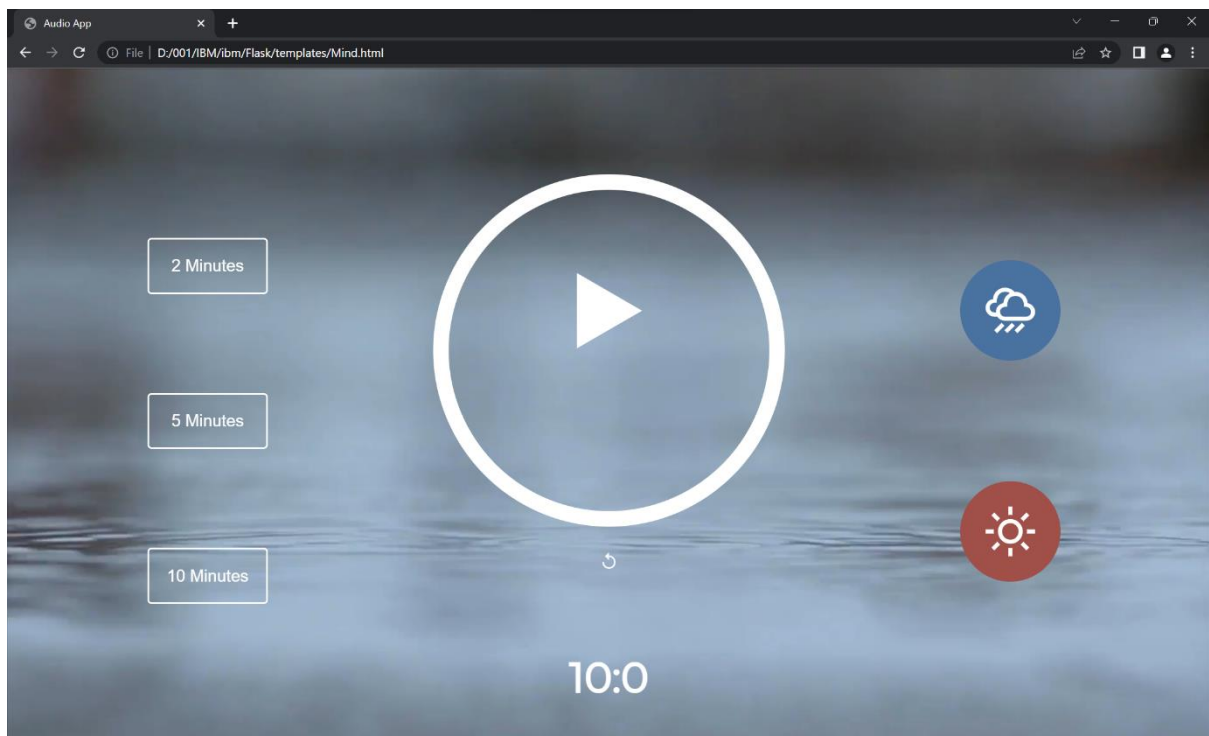 Audio App
File | D:/001/IBM/ibm/Flask/templates/Mind.html
2 Minutes
5 Minutes
10 Minutes
10:0